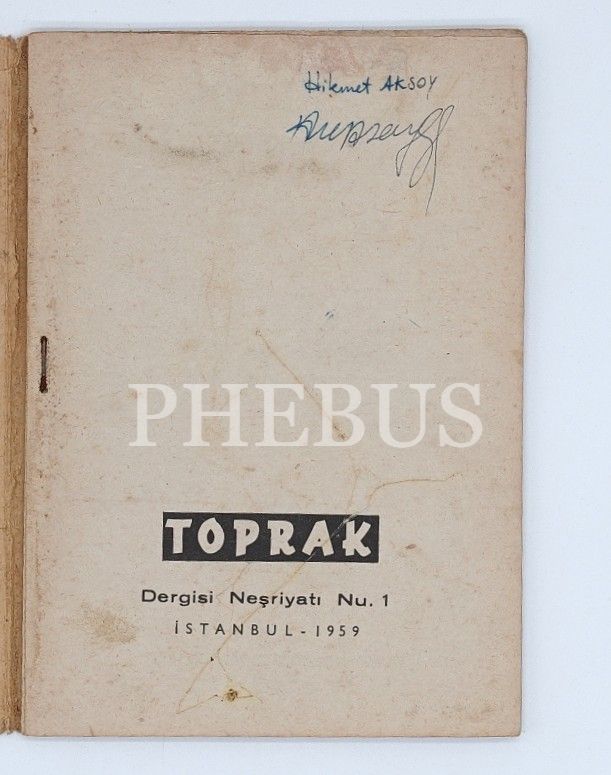 Hikmet AKSOY
PHEBUS
TOPRAK
Dergisi Neşriyatı Nu. 1
İSTANBUL - 1959